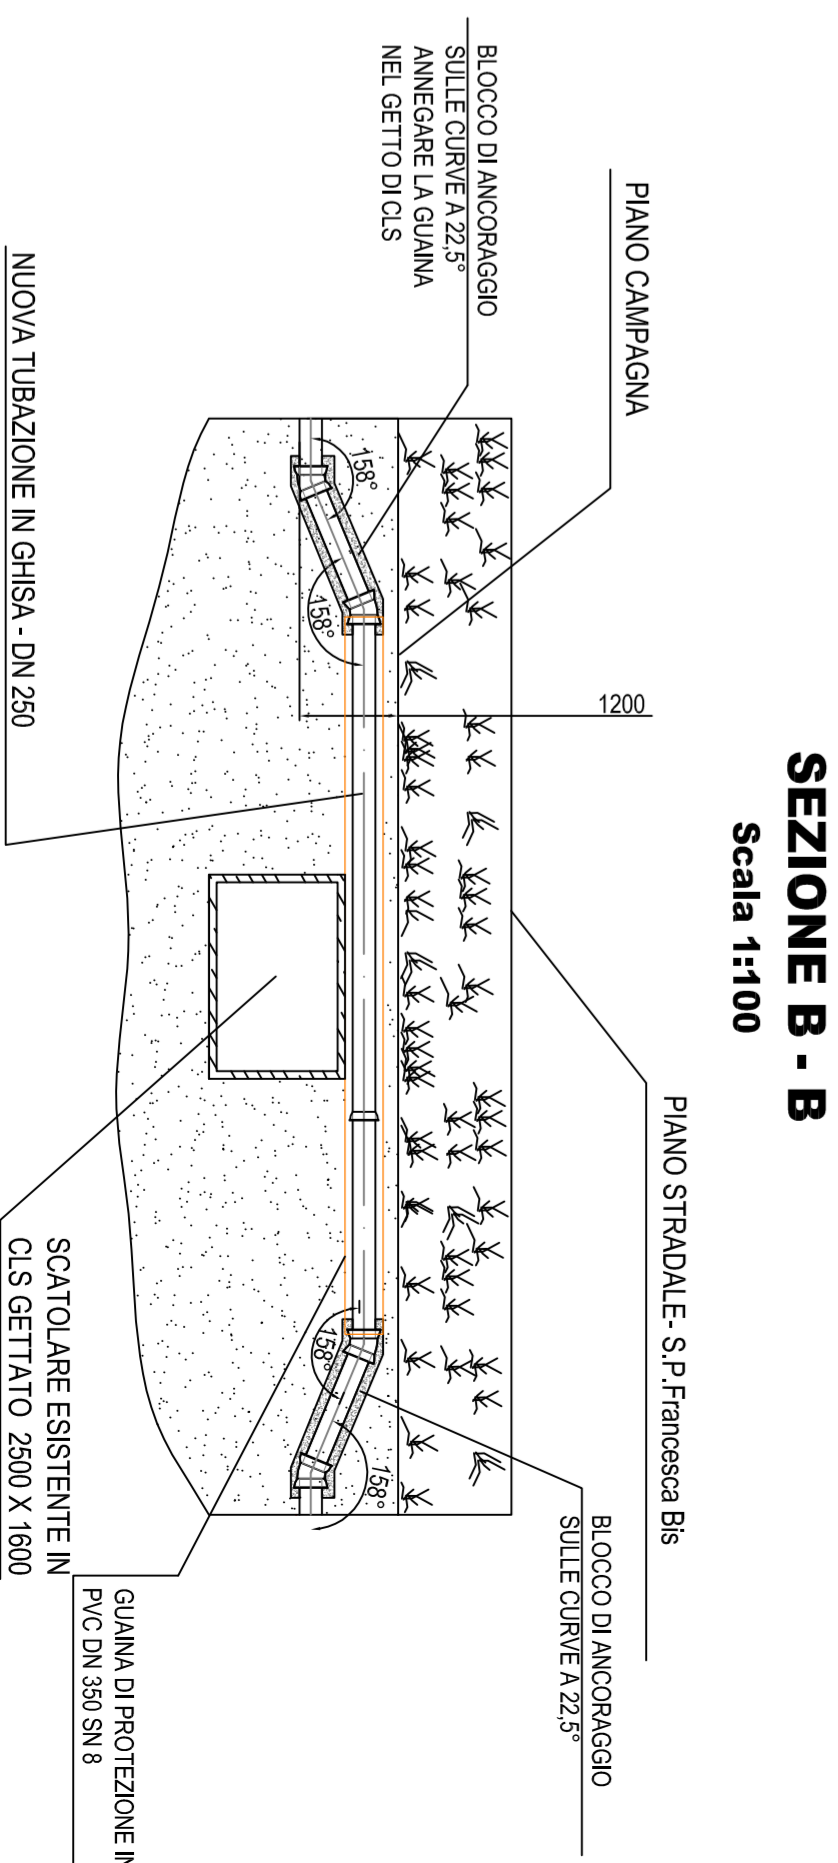 SEZIONE B - B
Scala 1:100
PIANO CAMPAGNA
PIANO STRADALE- S.P.Francesca Bis
BLOCCO DI ANCORAGGIO
SULLE CURVE A 22,5°
ANNEGARE LA GUAINA
NEL GETTO DI CLS
BLOCCO DI ANCORAGGIO
SULLE CURVE A 22,5°
1200
158°
158°
158°
158°
NUOVA TUBAZIONE IN GHISA - DN 250
SCATOLARE ESISTENTE IN
CLS GETTATO 2500 X 1600
GUAINA DI PROTEZIONE IN
PVC DN 350 SN 8